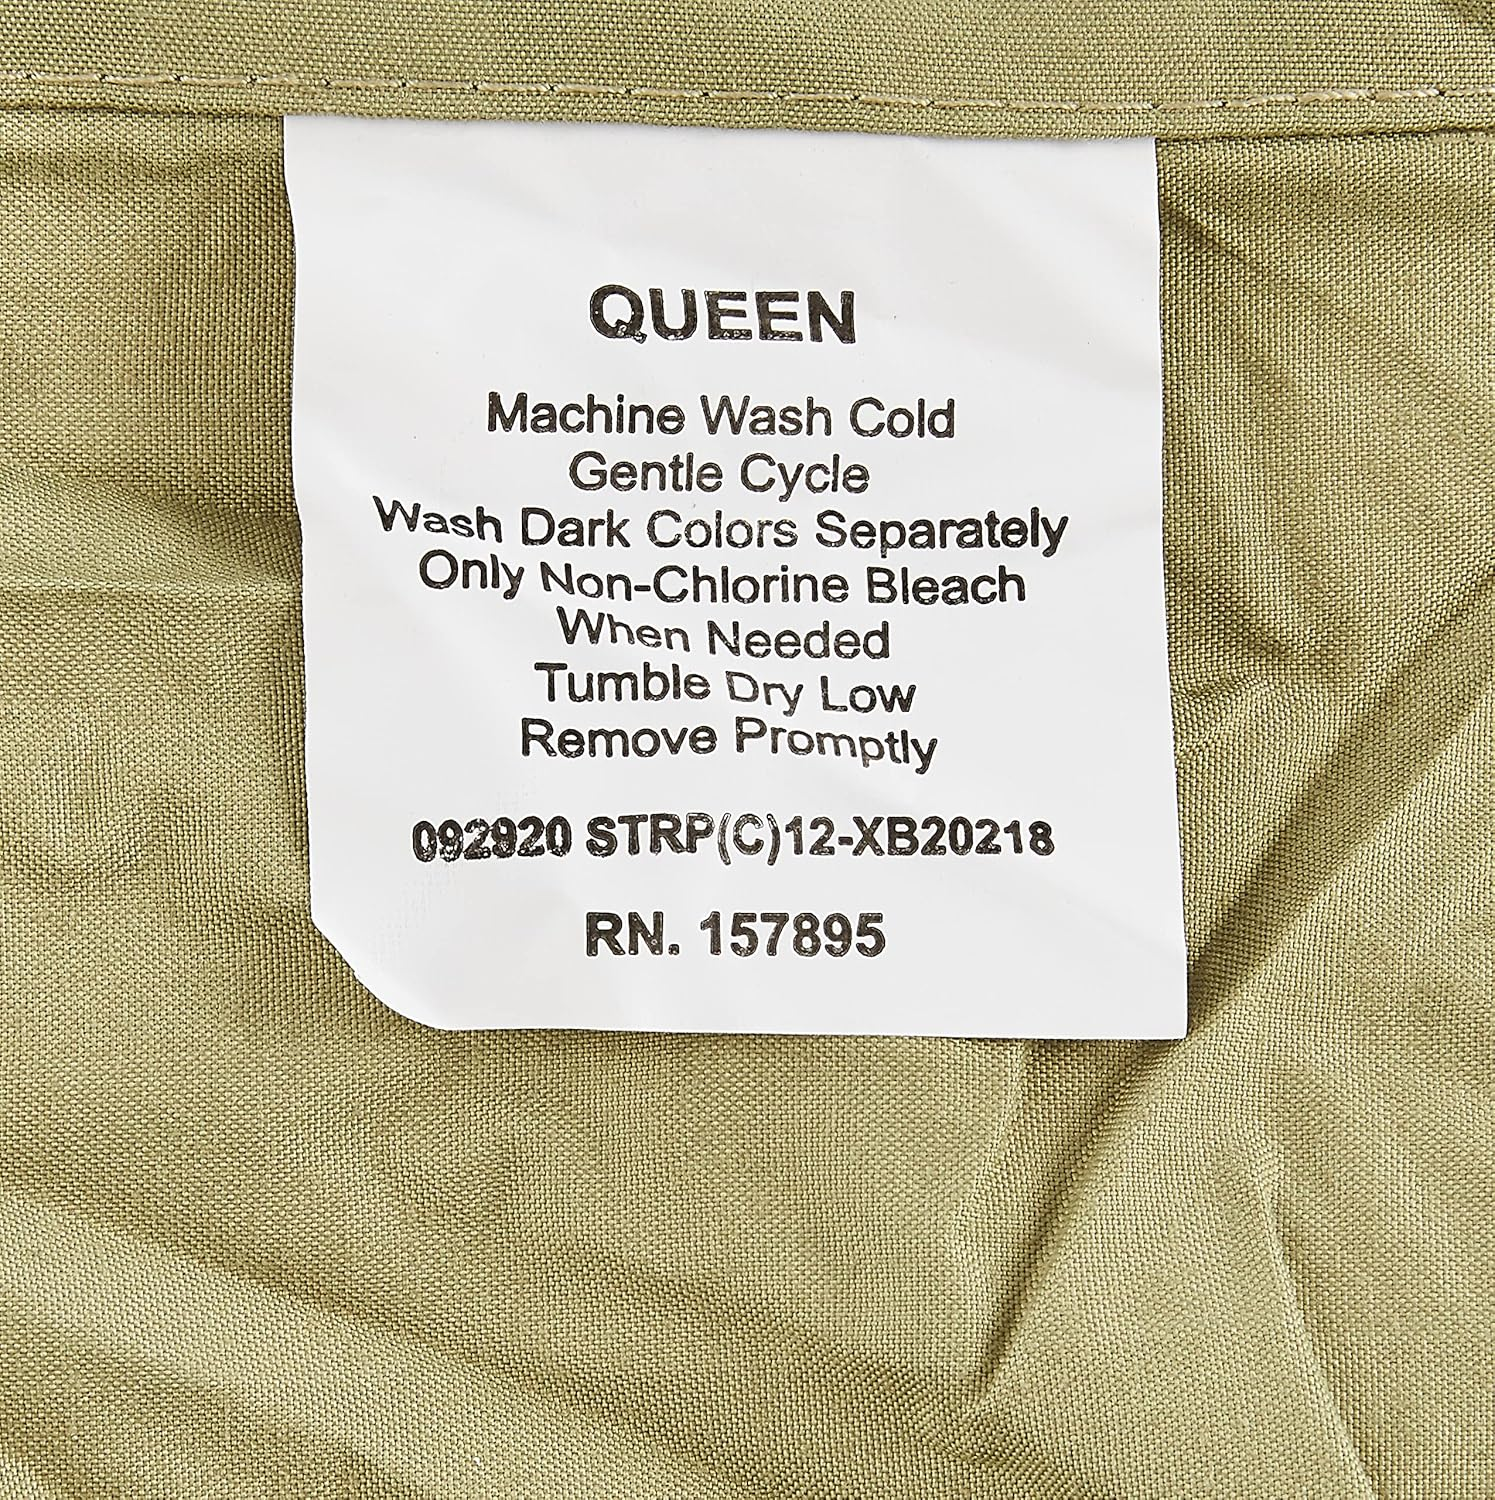 QUEEN
Machine Wash Cold
Gentle Cycle
Wash Dark Colors Separately
Only Non-Chlorine Bleach
When Needed
Tumble Dry Low
Remove Promptly
092920 STRP(C)12-XB20218
RN. 157895